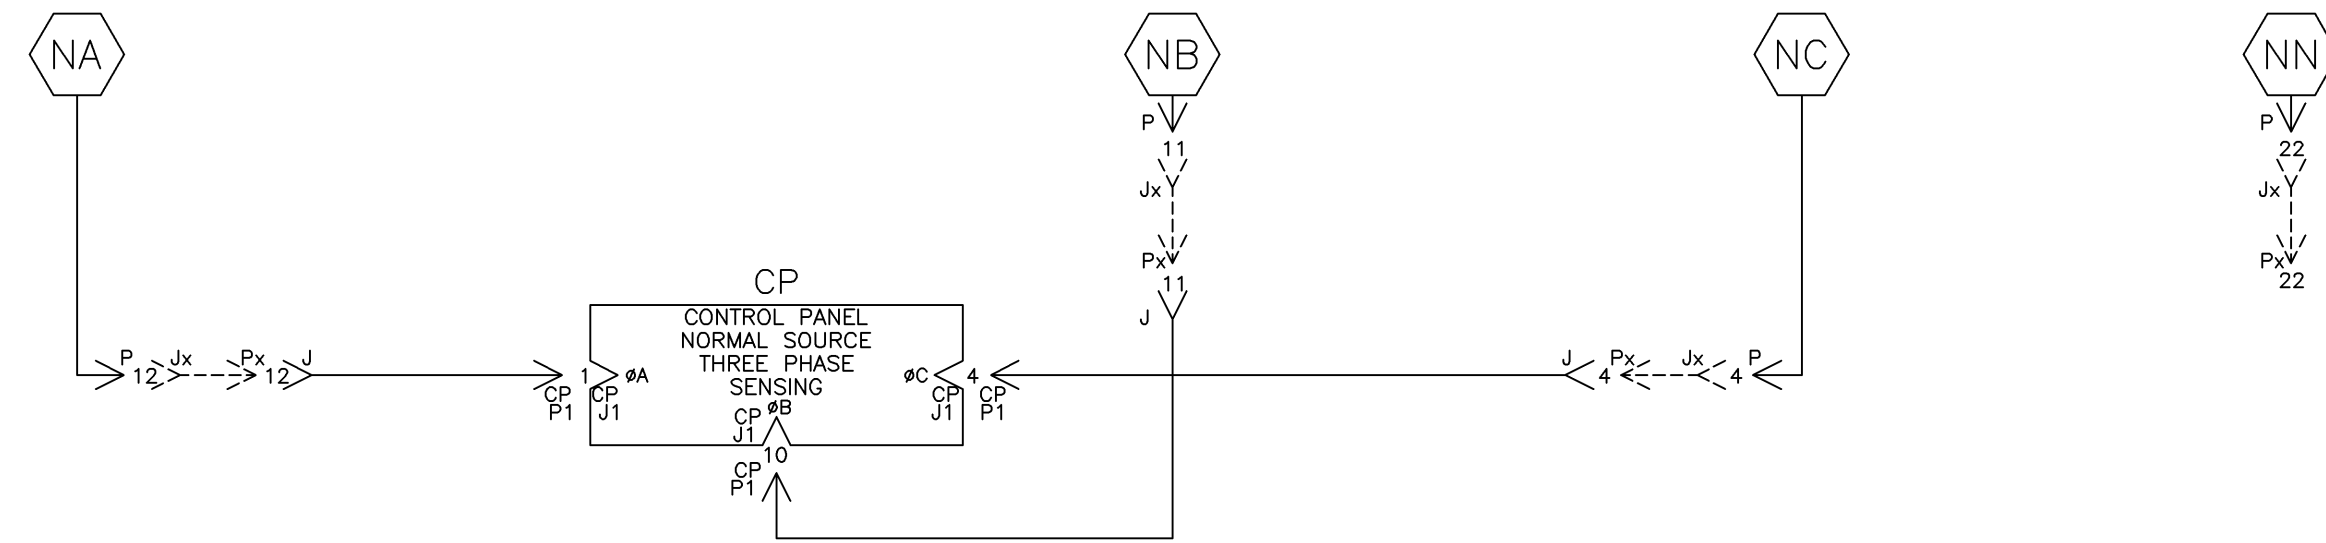 NA
NB
NC
NN
P
11
Jx
Px
11
J
P
22
Jx
Px
22
CP
CONTROL PANEL
NORMAL SOURCE
THREE PHASE
SENSING
P
12
Jx
Px
12
J
1
øA
CP
P1
CP
J1
øB
CP
J1
10
CP
P1
øC
4
CP
J1
CP
P1
J
4
Px
Jx
4
P